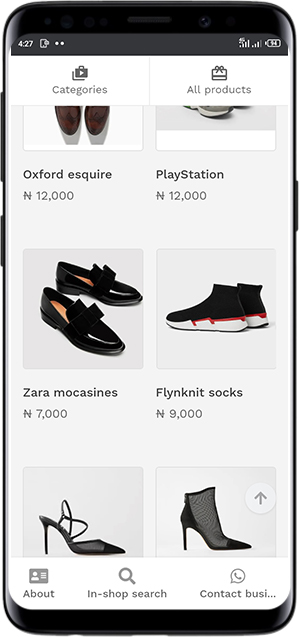 4:27
Categories
All products
Oxford esquire
PlayStation
₦ 12,000
₦ 12,000
Zara mocasines
Flynknit socks
₦ 7,000
₦ 9,000
About
In-shop search
Contact busi...